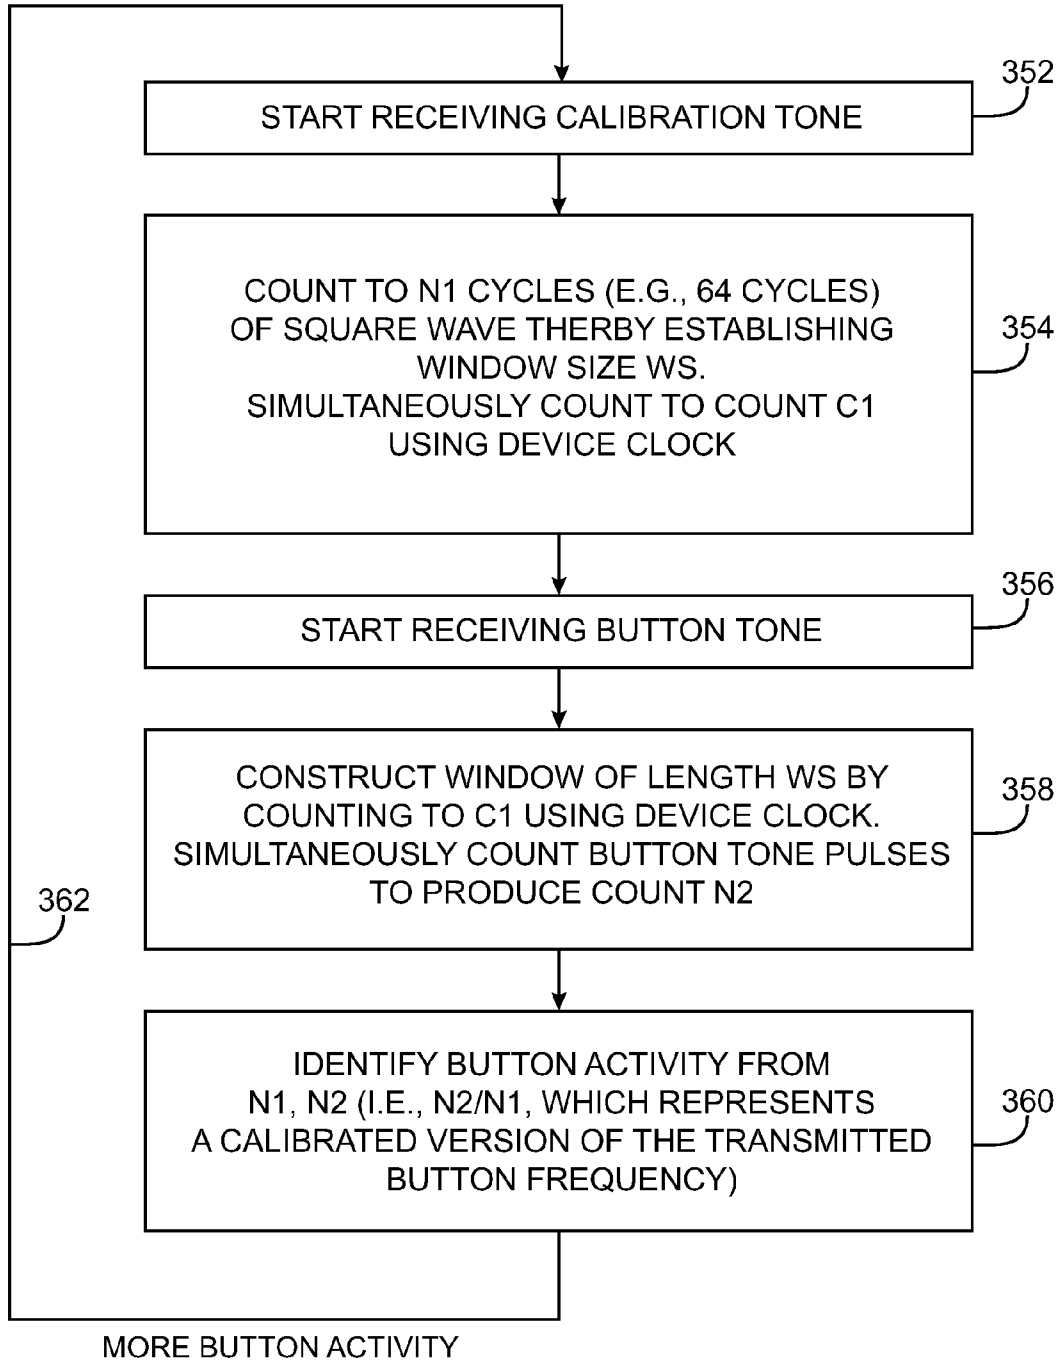 352
START RECEIVING CALIBRATION TONE
354
COUNT TO N1 CYCLES (E.G., 64 CYCLES)
OF SQUARE WAVE THERBY ESTABLISHING
WINDOW SIZE WS.
SIMULTANEOUSLY COUNT TO COUNT C1
USING DEVICE CLOCK
356
START RECEIVING BUTTON TONE
358
CONSTRUCT WINDOW OF LENGTH WS BY
COUNTING TO C1 USING DEVICE CLOCK.
SIMULTANEOUSLY COUNT BUTTON TONE PULSES
TO PRODUCE COUNT N2
362
IDENTIFY BUTTON ACTIVITY FROM
N1, N2 (I.E., N2/N1, WHICH REPRESENTS
A CALIBRATED VERSION OF THE TRANSMITTED
BUTTON FREQUENCY)
360
MORE BUTTON ACTIVITY